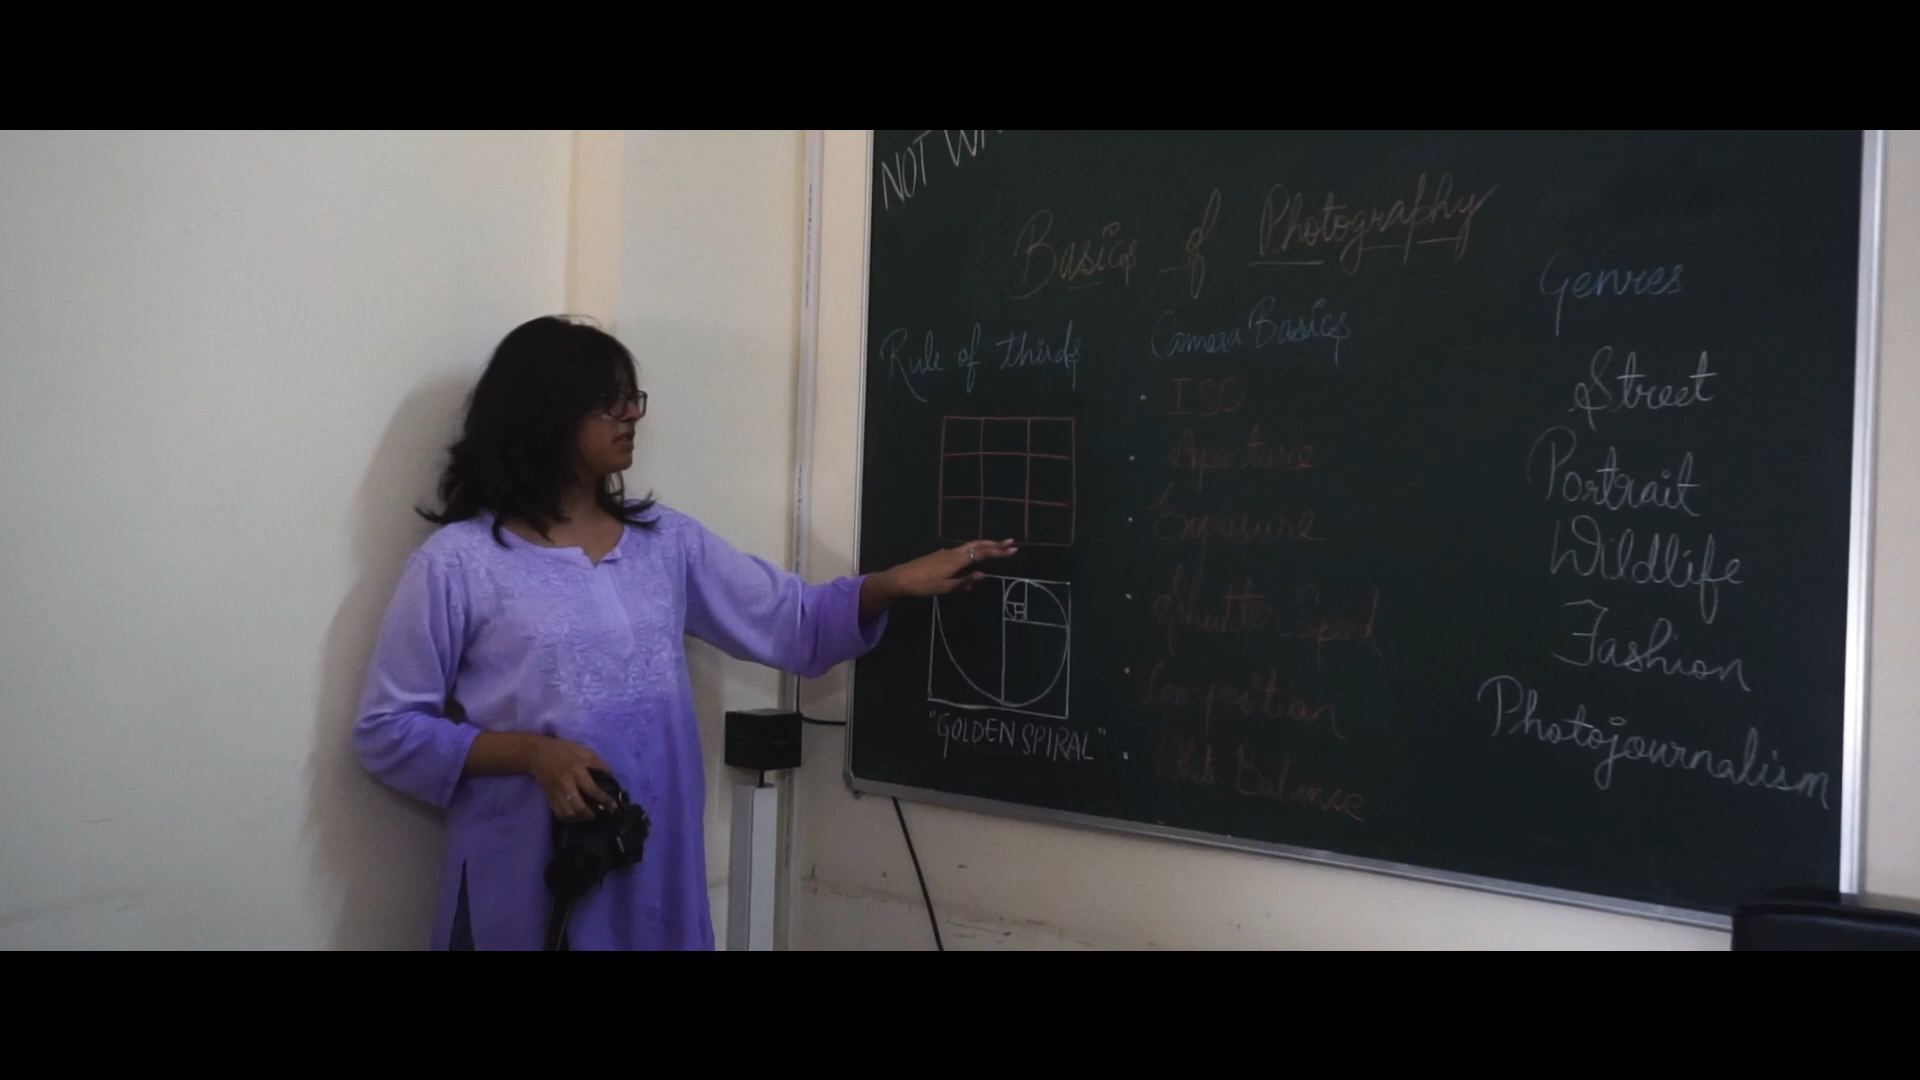 NOT
Basics of Photography
Rule of thirds
"GOLDEN SPIRAL"
Camera Basics
• ISO
• Aperture
• Exposure
• Shutter Speed
• Composition
• White Balance
Genres
Street
Portrait
Wildlife
Fashion
Photojournalism